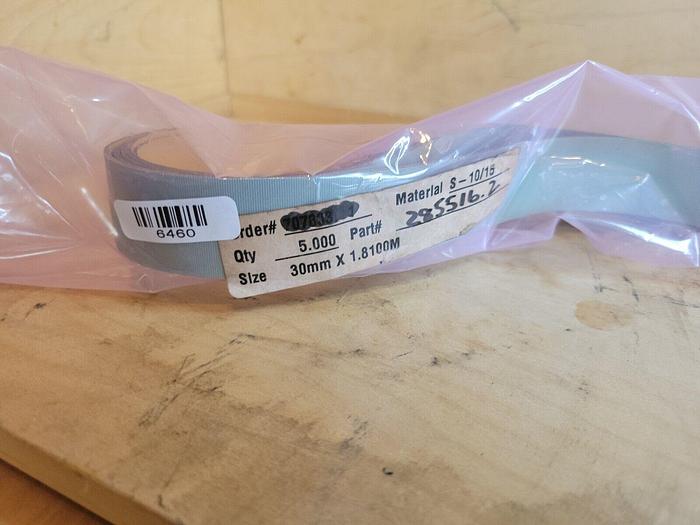 6460
rder#
Material S-10/15
Qty 5.000 Part# 285516.2
Size 30mm X 1.8100M